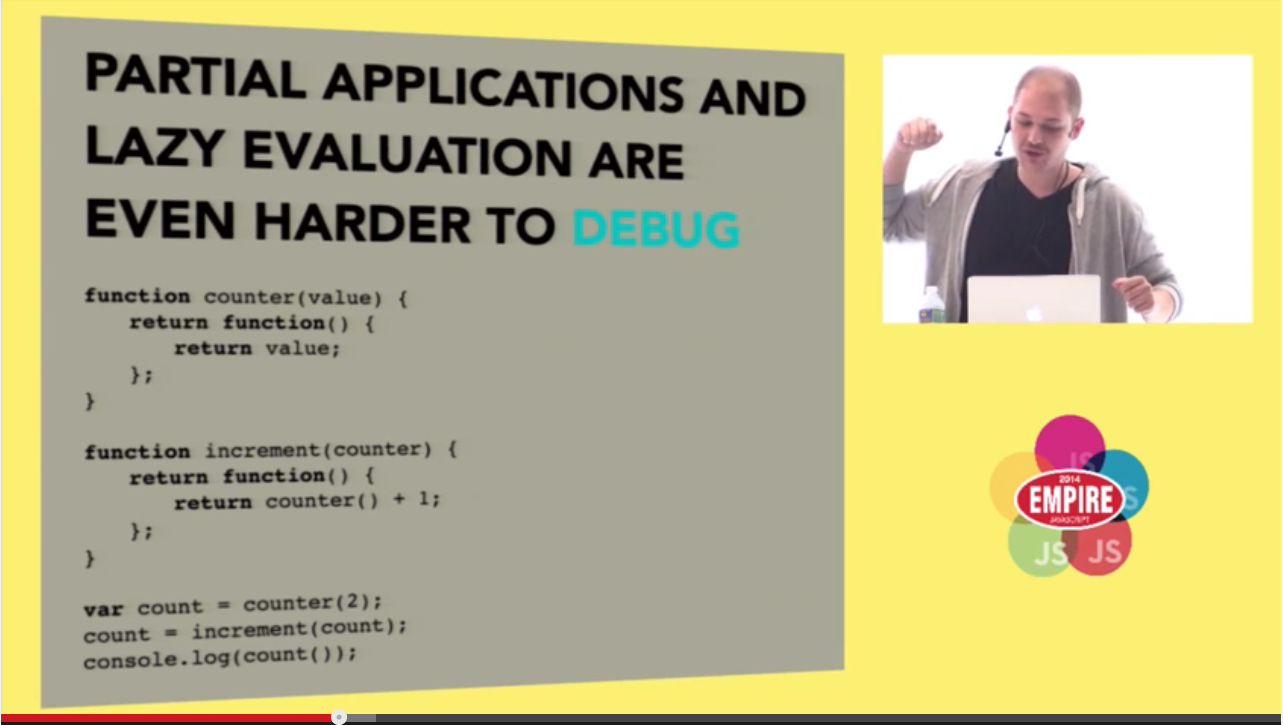 PARTIAL APPLICATIONS AND
LAZY EVALUATION ARE
EVEN HARDER TO DEBUG
function counter(value) {
    return function() {
        return value;
    };
}
function increment(counter) {
    return function() {
        return counter() + 1;
    };
}
var count = counter(2);
count = increment(count);
console.log(count());
JS
2014
EMPIRE
JAVASCRIPT
S
JS JS